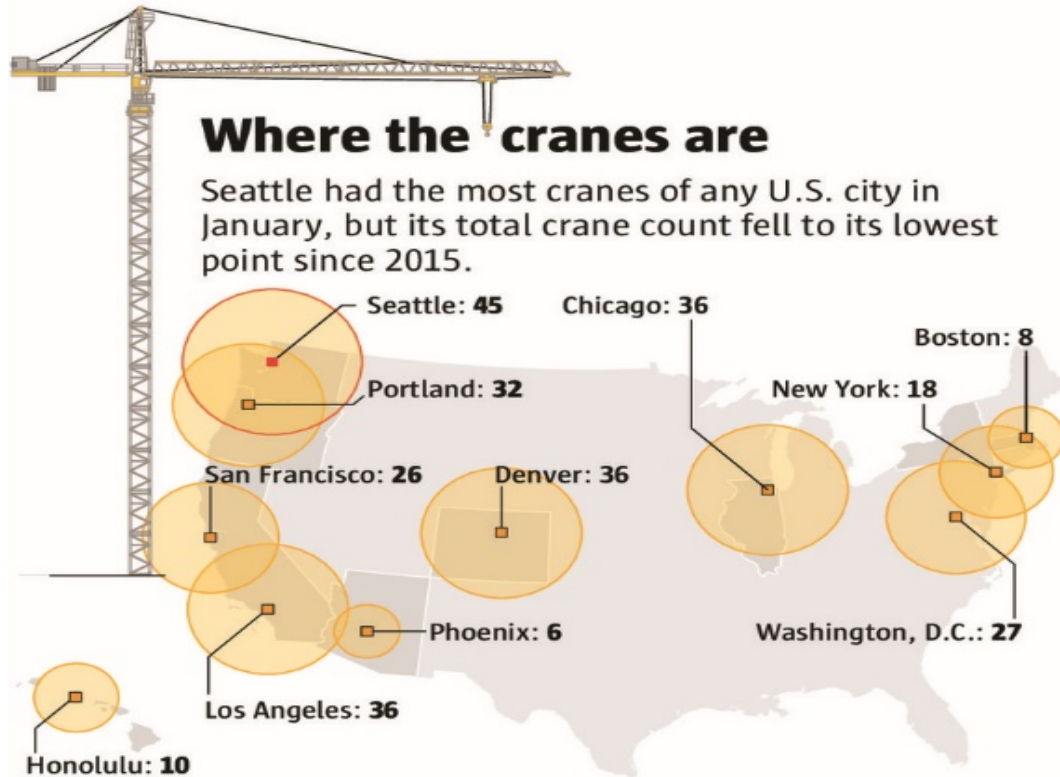 Where the cranes are
Seattle had the most cranes of any U.S. city in
January, but its total crane count fell to its lowest
point since 2015.
Seattle: 45
Chicago: 36
Boston: 8
Portland: 32
New York: 18
San Francisco: 26
Denver: 36
Phoenix: 6
Washington, D.C.: 27
Los Angeles: 36
Honolulu: 10